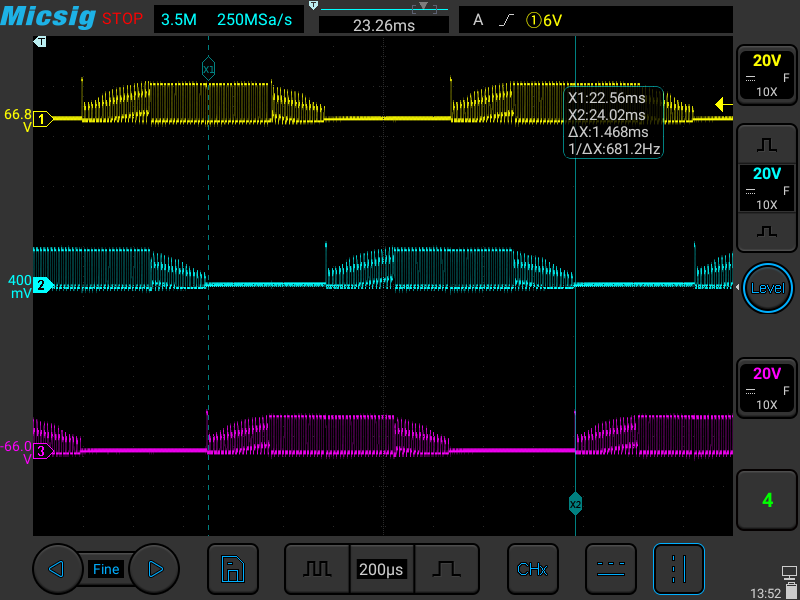 Micsig STOP 3.5M 250MSa/s T 23.26ms A ①6V
T
X1
20V
F
10X
66.8
V
1
X1:22.56ms
X2:24.02ms
ΔX:1.468ms
1/ΔX:681.2Hz
20V
F
10X
400
mV
2
Level
20V
F
10X
-66.0
V
3
X2
4
Fine
200μs
CHx
13:52